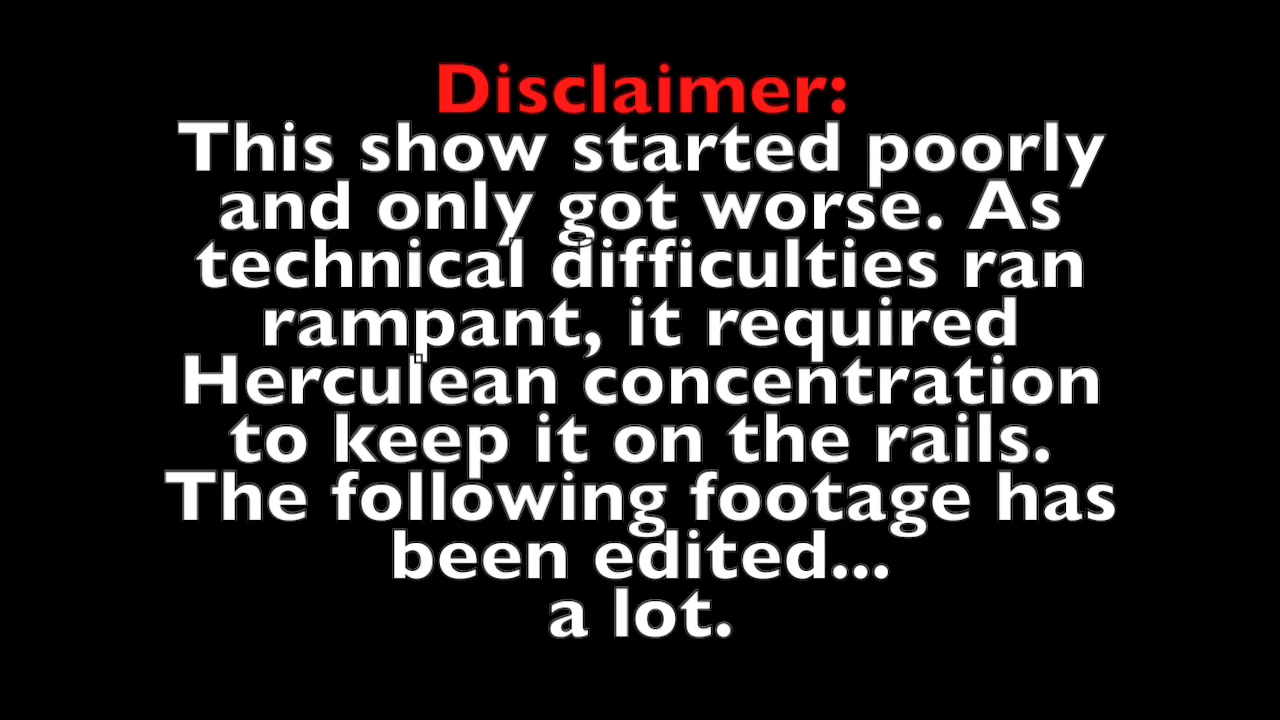 Disclaimer:
This show started poorly
and only got worse. As
technical difficulties ran
rampant, it required
Herculean concentration
to keep it on the rails.
The following footage has
been edited...
a lot.